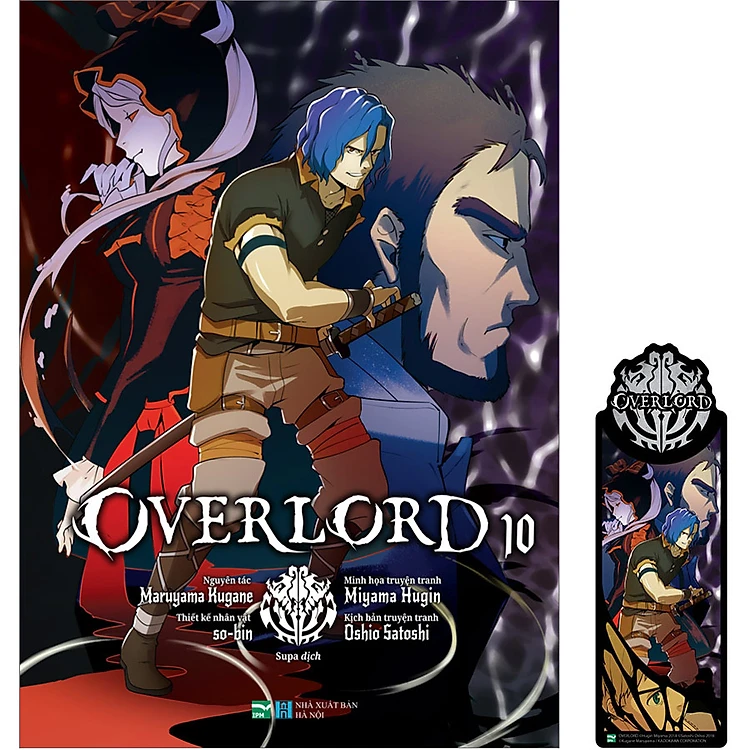 OVERLORD 10
Nguyên tác
Maruyama Kugane
Thiết kế nhân vật
so-bin
Minh họa truyện tranh
Miyama Hugin
Kịch bản truyện tranh
Oshio Satoshi
Supa dịch
IPM
NHÀ XUẤT BẢN
HÀ NỘI
OVERLORD